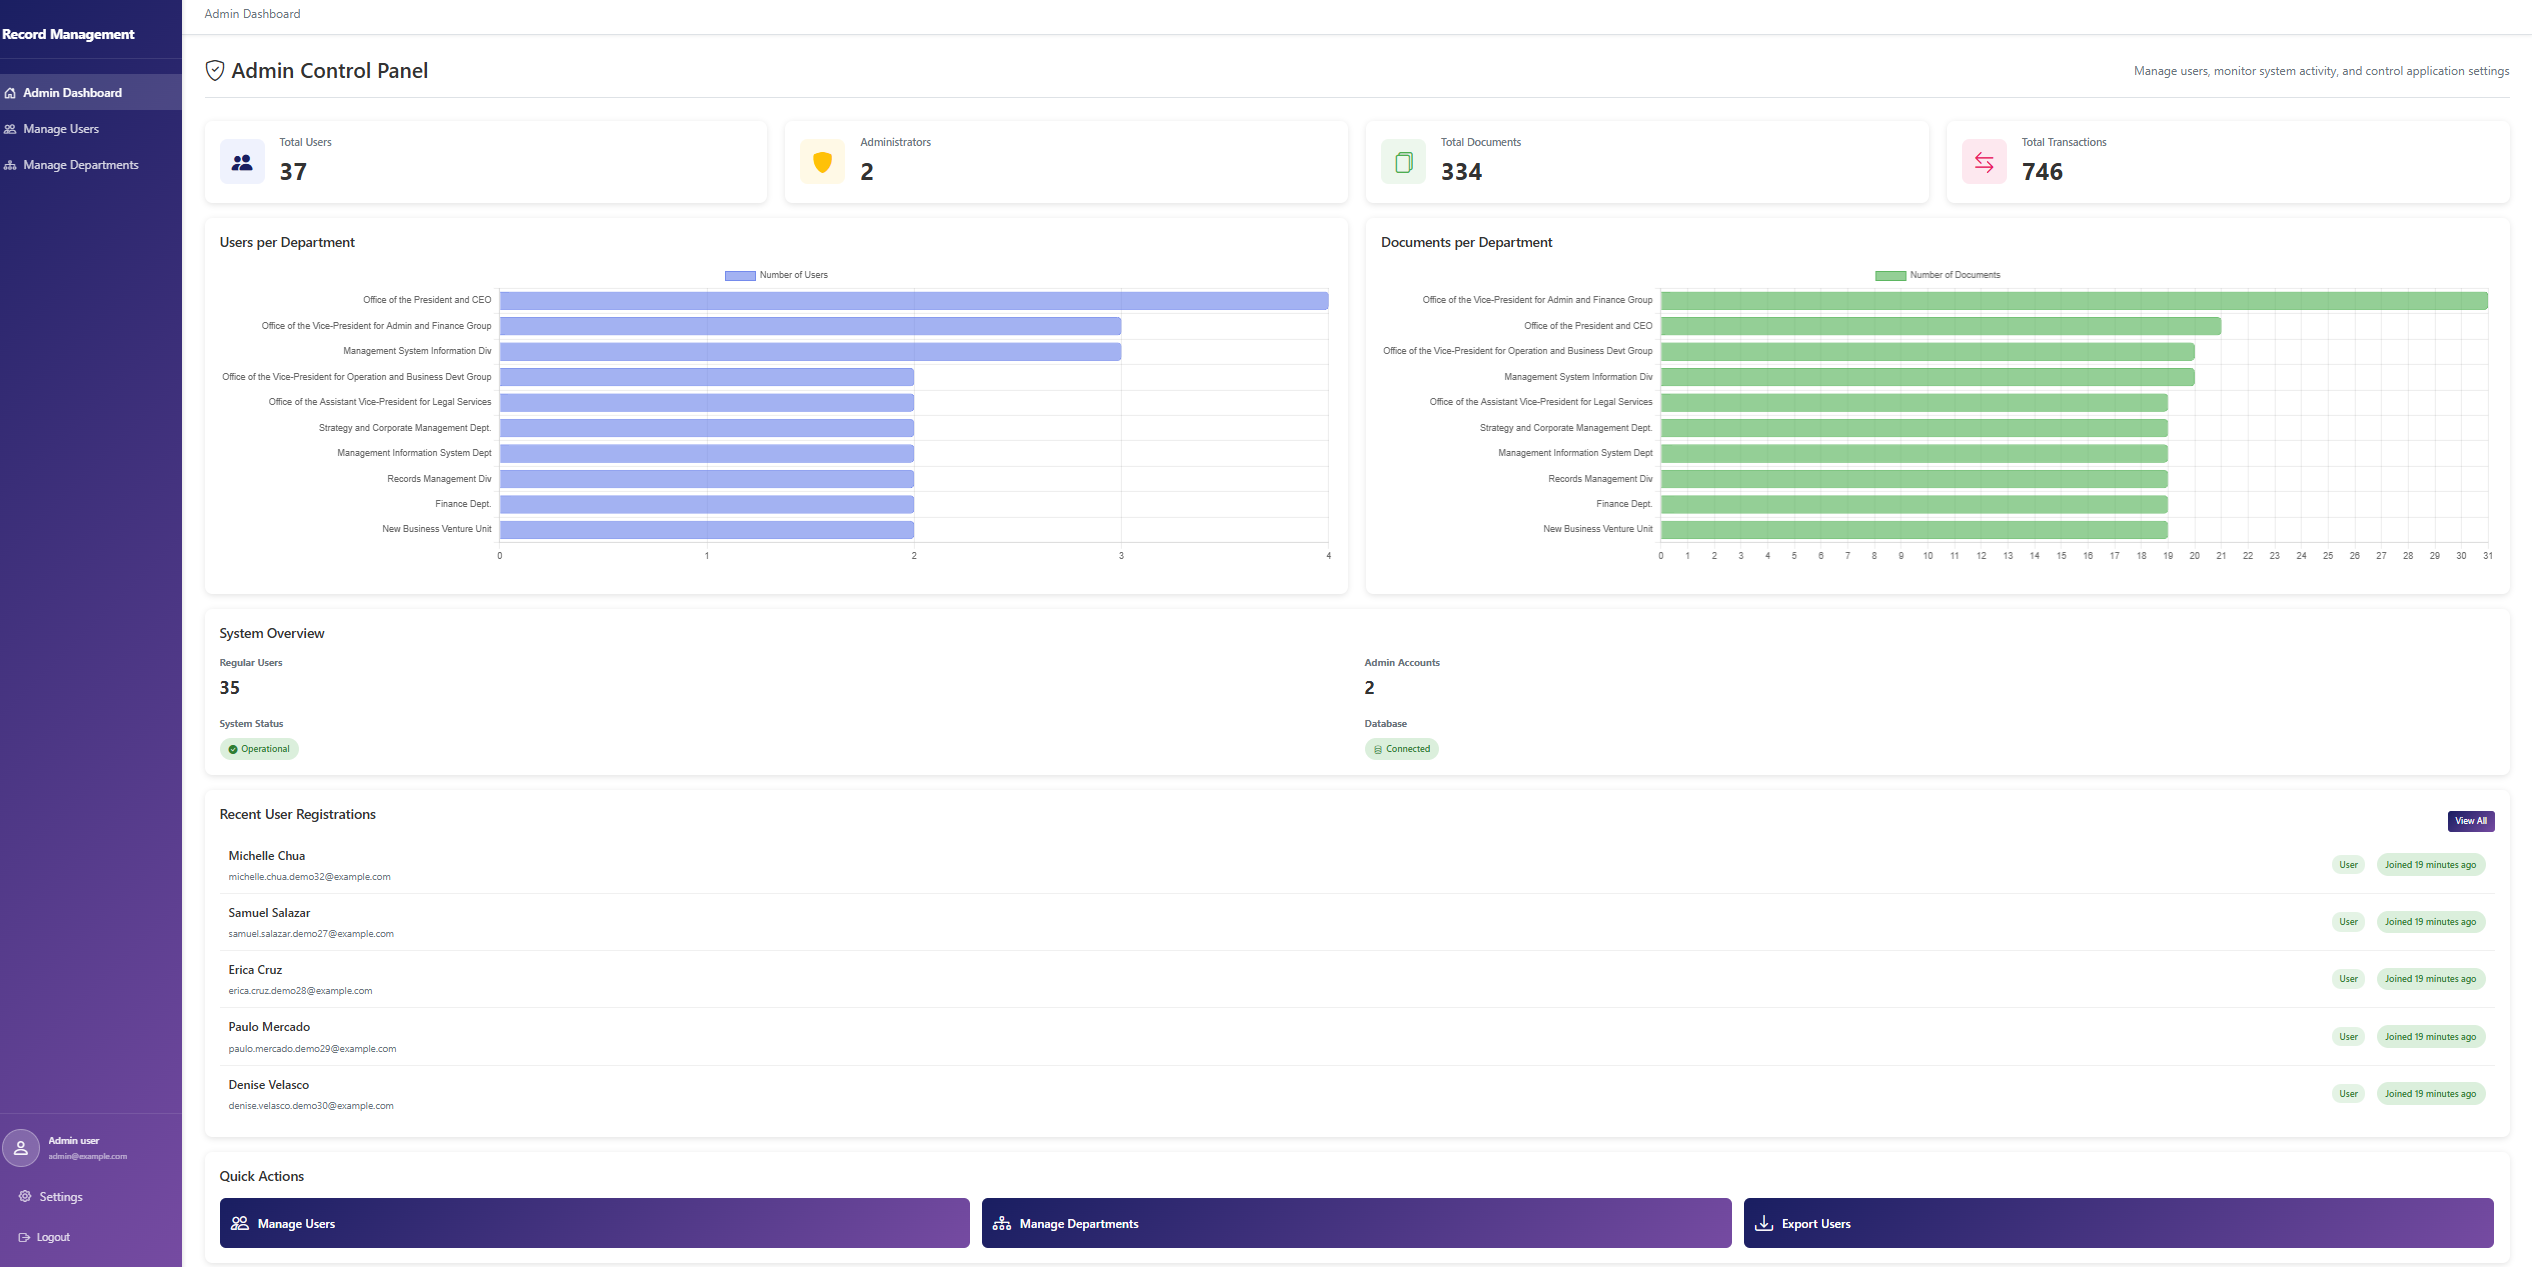 Record Management
Admin Dashboard
Manage Users
Manage Departments
Admin user
admin@example.com
Settings
Logout
Admin Dashboard
Admin Control Panel
Manage users, monitor system activity, and control application settings
Total Users
37
Administrators
2
Total Documents
334
Total Transactions
746
Users per Department
Number of Users
Office of the President and CEO
Office of the Vice-President for Admin and Finance Group
Management System Information Div
Office of the Vice-President for Operation and Business Devt Group
Office of the Assistant Vice-President for Legal Services
Strategy and Corporate Management Dept.
Management Information System Dept
Records Management Div
Finance Dept.
New Business Venture Unit
0 1 2 3 4
Documents per Department
Number of Documents
Office of the Vice-President for Admin and Finance Group
Office of the President and CEO
Office of the Vice-President for Operation and Business Devt Group
Management System Information Div
Office of the Assistant Vice-President for Legal Services
Strategy and Corporate Management Dept.
Management Information System Dept
Records Management Div
Finance Dept.
New Business Venture Unit
0 1 2 3 4 5 6 7 8 9 10 11 12 13 14 15 16 17 18 19 20 21 22 23 24 25 26 27 28 29 30 31
System Overview
Regular Users
35
Admin Accounts
2
System Status
Operational
Database
Connected
Recent User Registrations
View All
Michelle Chua
michelle.chua.demo32@example.com
User Joined 19 minutes ago
Samuel Salazar
samuel.salazar.demo27@example.com
User Joined 19 minutes ago
Erica Cruz
erica.cruz.demo28@example.com
User Joined 19 minutes ago
Paulo Mercado
paulo.mercado.demo29@example.com
User Joined 19 minutes ago
Denise Velasco
denise.velasco.demo30@example.com
User Joined 19 minutes ago
Quick Actions
Manage Users
Manage Departments
Export Users